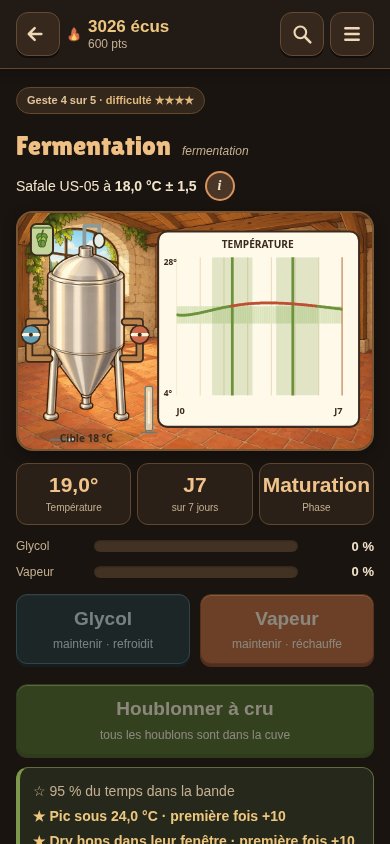 3026 écus
600 pts
Geste 4 sur 5 · difficulté ★★★★
Fermentation fermentation
Safale US-05 à 18,0 °C ± 1,5 i
TEMPÉRATURE
28°
4°
J0 J7
Cible 18 °C
19,0° J7 Maturation
Température sur 7 jours Phase
Glycol 0 %
Vapeur 0 %
Glycol Vapeur
maintenir · refroidit maintenir · réchauffe
Houblonner à cru
tous les houblons sont dans la cuve
☆ 95 % du temps dans la bande
★ Pic sous 24,0 °C · première fois +10
★ Dry hops dans leur fenêtre · première fois +10